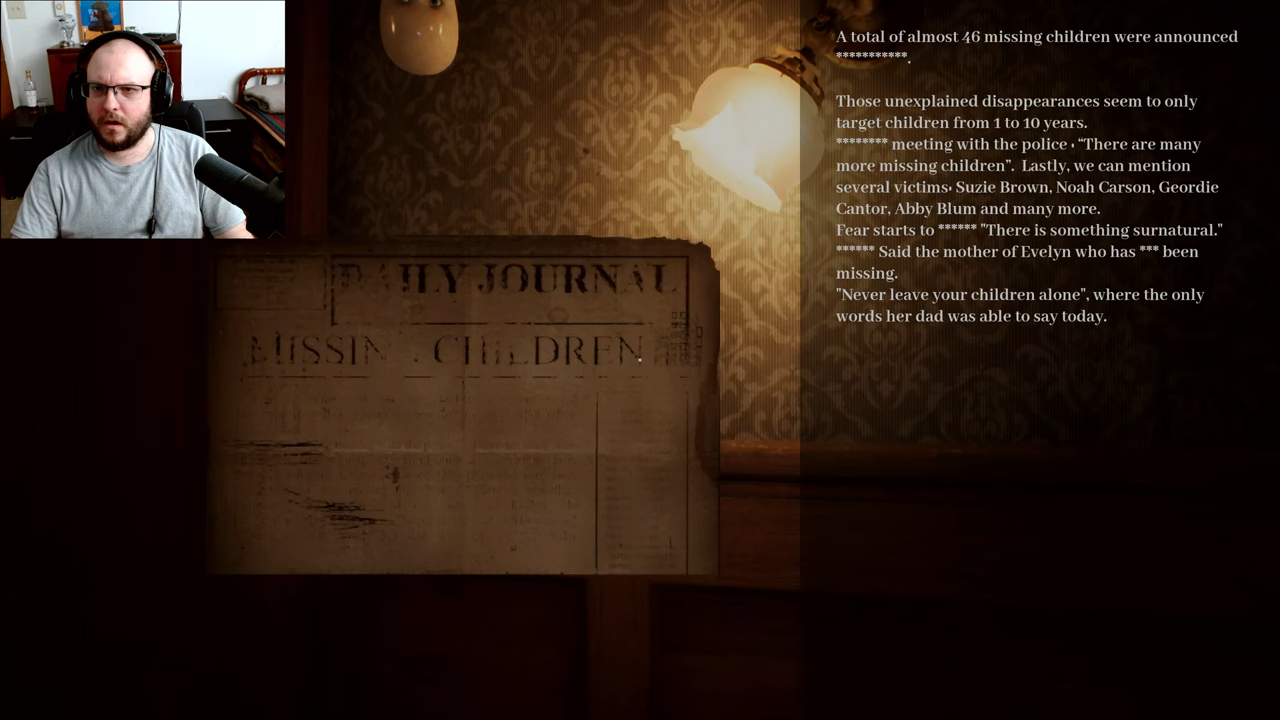 DAILY JOURNAL
MISSIN CHILDREN
A total of almost 46 missing children were announced
***********.
Those unexplained disappearances seem to only
target children from 1 to 10 years.
******** meeting with the police : “There are many
more missing children”. Lastly, we can mention
several victims: Suzie Brown, Noah Carson, Geordie
Cantor, Abby Blum and many more.
Fear starts to ****** "There is something surnatural."
****** Said the mother of Evelyn who has *** been
missing.
"Never leave your children alone", where the only
words her dad was able to say today.